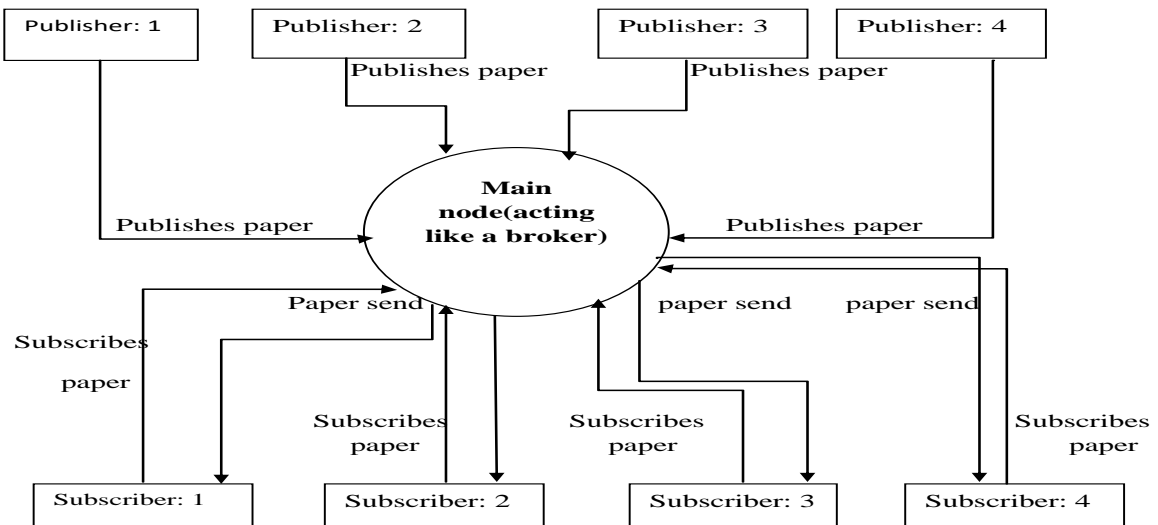 Publisher: 1
Publisher: 2
Publisher: 3
Publisher: 4
Publishes paper
Publishes paper
Main
node(acting
like a broker)
Publishes paper
Publishes paper
Paper send
paper send
paper send
Subscribes
paper
Subscribes
paper
Subscribes
paper
Subscribes
paper
Subscriber: 1
Subscriber: 2
Subscriber: 3
Subscriber: 4